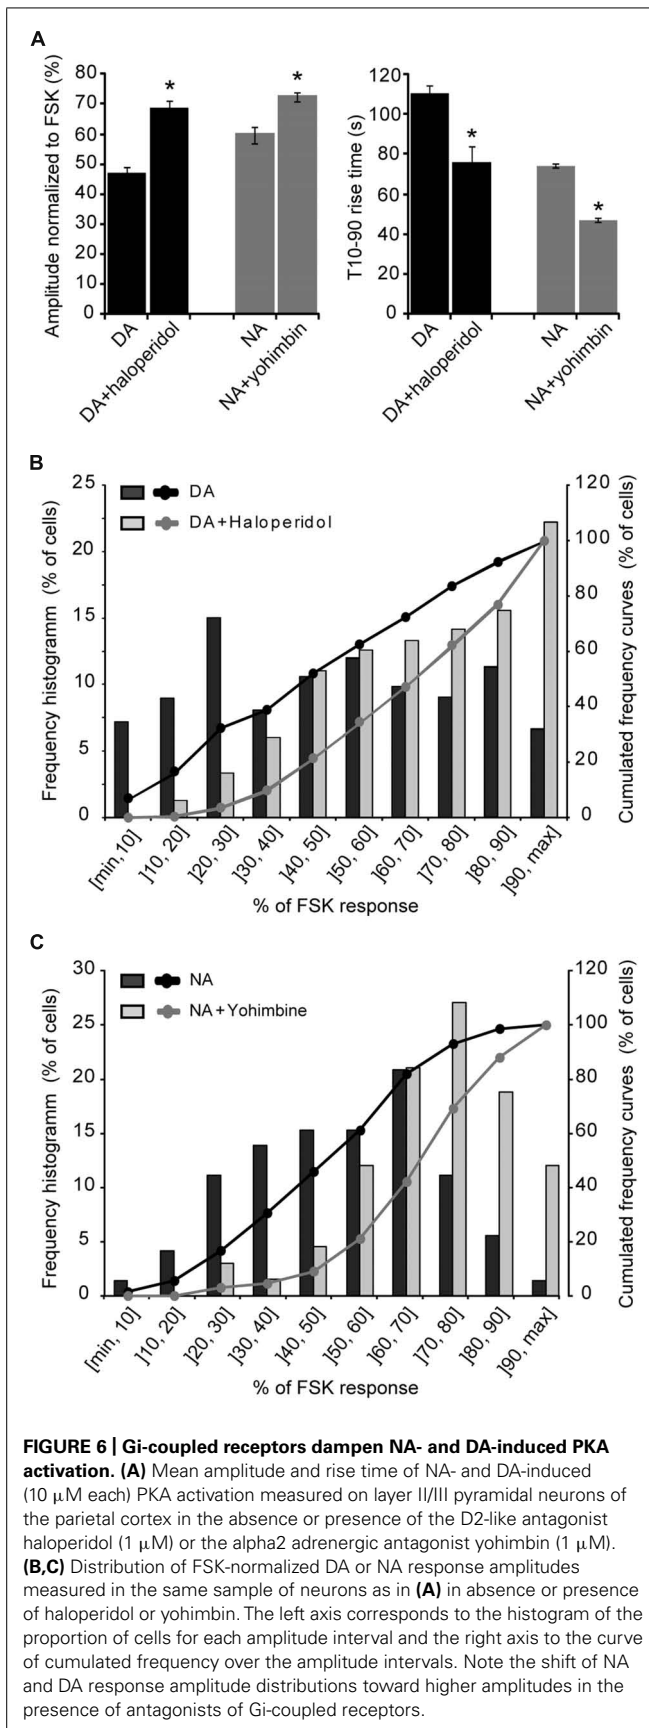 A
Amplitude normalized to FSK (%)
80
70
60
50
40
30
20
10
0
*
*
DA
DA+haloperidol
NA
NA+yohimbin
T10-90 rise time (s)
120
100
80
60
40
20
0
*
*
DA
DA+haloperidol
NA
NA+yohimbin
B
Frequency histogramm (% of cells)
25
20
15
10
5
0
DA
DA+Haloperidol
120
100
80
60
40
20
0
Cumulated frequency curves (% of cells)
[min, 10]
]10, 20]
]20, 30]
]30, 40]
]40, 50]
]50, 60]
]60, 70]
]70, 80]
]80, 90]
]90, max]
% of FSK response
C
Frequency histogramm (% of cells)
30
25
20
15
10
5
0
NA
NA+Yohimbine
120
100
80
60
40
20
0
Cumulated frequency curves (% of cells)
[min, 10]
]10, 20]
]20, 30]
]30, 40]
]40, 50]
]50, 60]
]60, 70]
]70, 80]
]80, 90]
]90, max]
% of FSK response
FIGURE 6 | Gi-coupled receptors dampen NA- and DA-induced PKA
activation. (A) Mean amplitude and rise time of NA- and DA-induced
(10 μM each) PKA activation measured on layer II/III pyramidal neurons of
the parietal cortex in the absence or presence of the D2-like antagonist
haloperidol (1 μM) or the alpha2 adrenergic antagonist yohimbin (1 μM).
(B,C) Distribution of FSK-normalized DA or NA response amplitudes
measured in the same sample of neurons as in (A) in absence or presence
of haloperidol or yohimbin. The left axis corresponds to the histogram of the
proportion of cells for each amplitude interval and the right axis to the curve
of cumulated frequency over the amplitude intervals. Note the shift of NA
and DA response amplitude distributions toward higher amplitudes in the
presence of antagonists of Gi-coupled receptors.